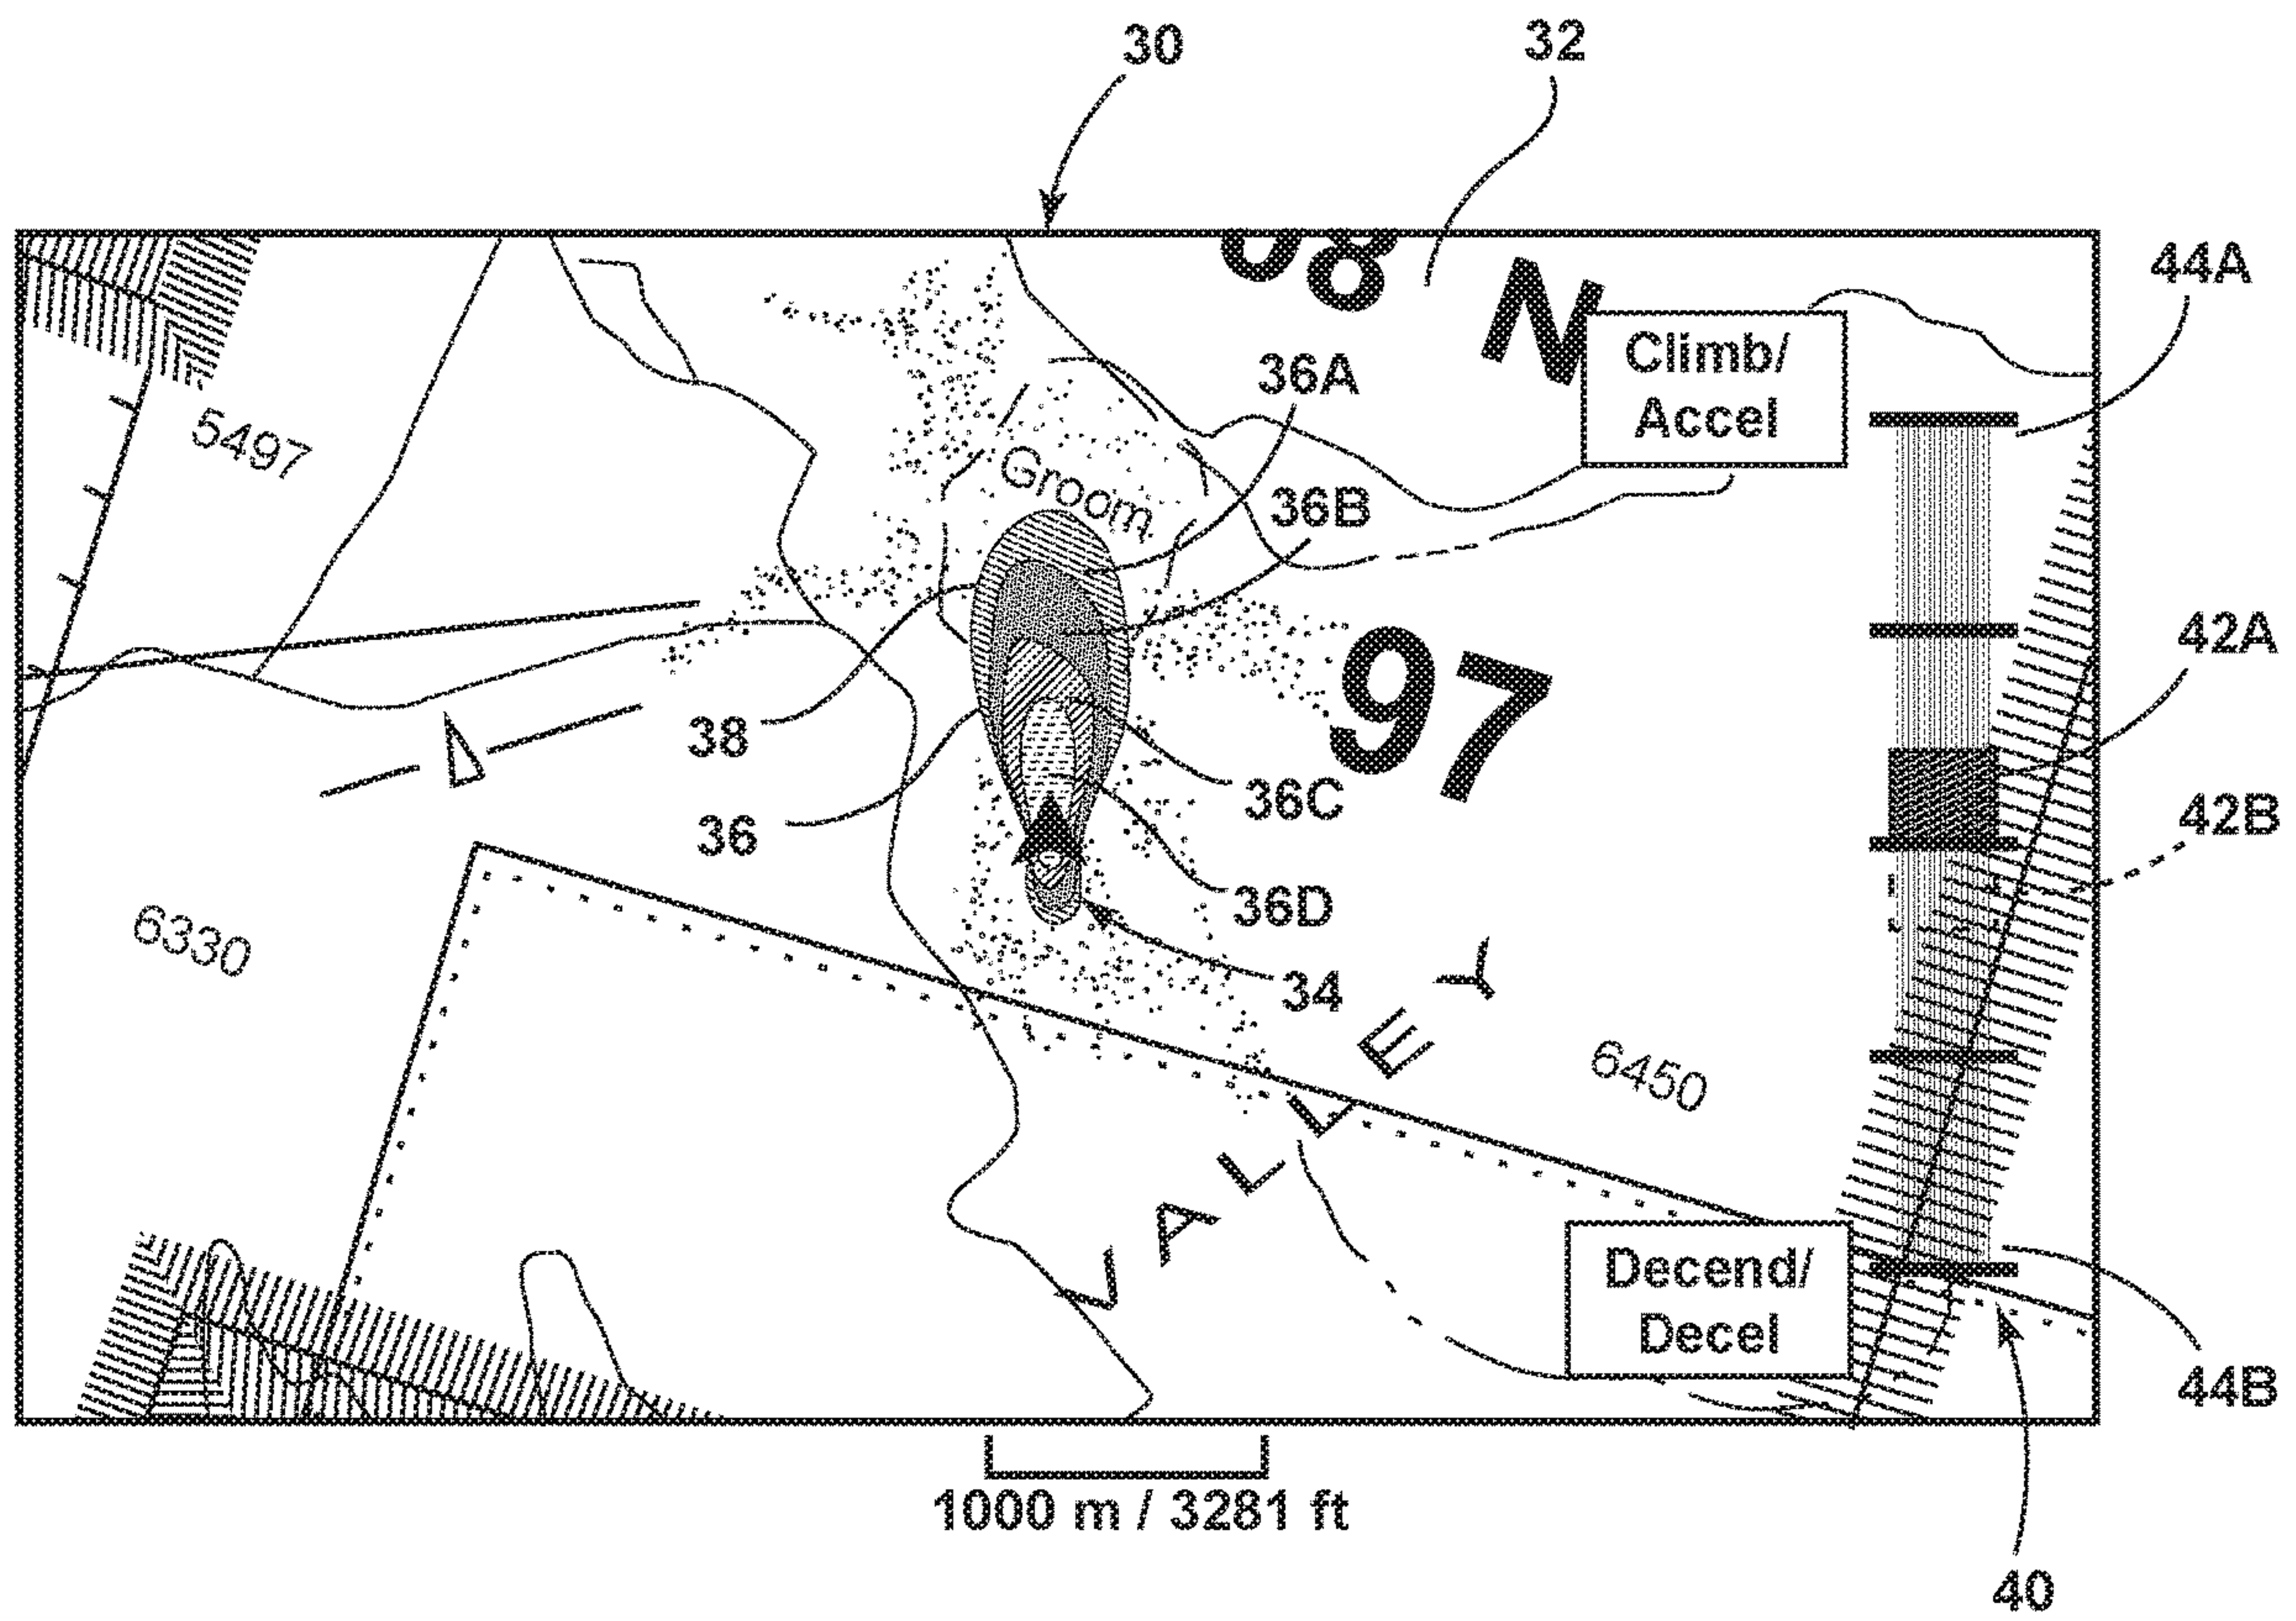 30
32
08 N
44A
Climb/
Accel
36A
5497
Groom
36B
42A
97
38
36C
42B
36
36D
6330
34
VALLEY
6450
Decend/
Decel
44B
1000 m / 3281 ft
40